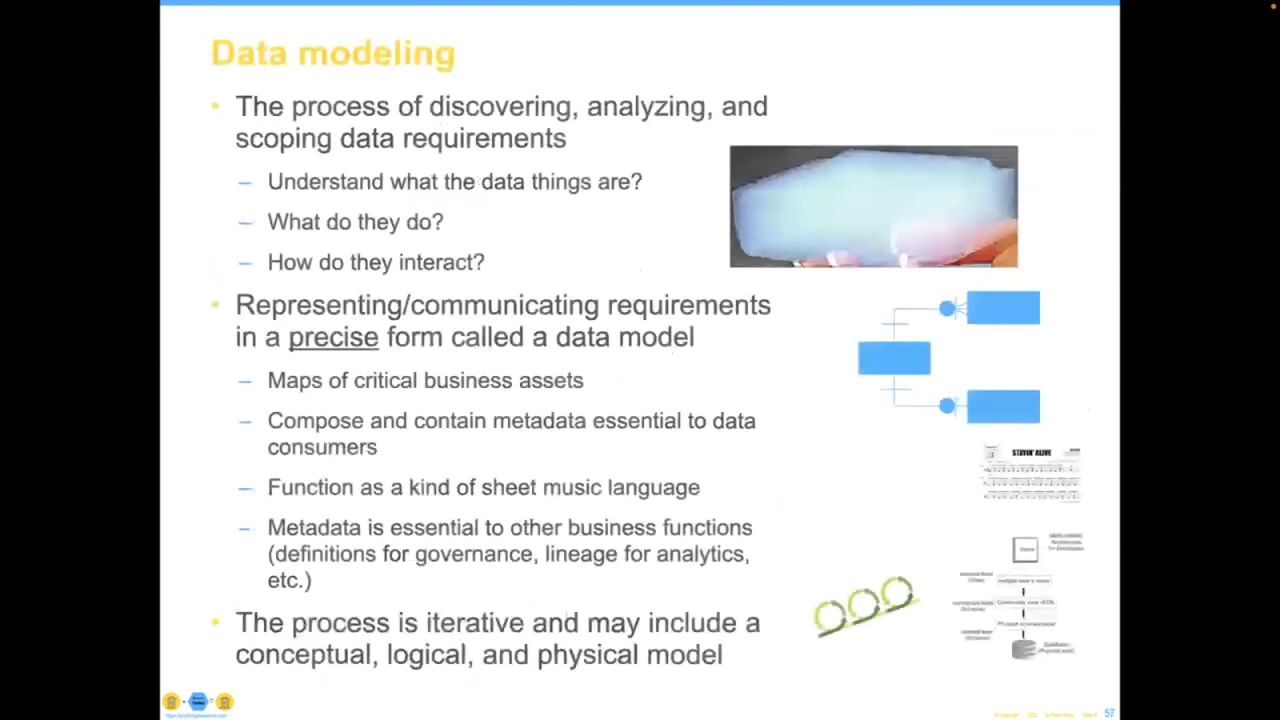 Data modeling
• The process of discovering, analyzing, and
scoping data requirements
– Understand what the data things are?
– What do they do?
– How do they interact?
• Representing/communicating requirements
in a precise form called a data model
– Maps of critical business assets
– Compose and contain metadata essential to data
consumers
– Function as a kind of sheet music language
– Metadata is essential to other business functions
(definitions for governance, lineage for analytics,
etc.)
• The process is iterative and may include a
conceptual, logical, and physical model
STAYIN' ALIVE
57